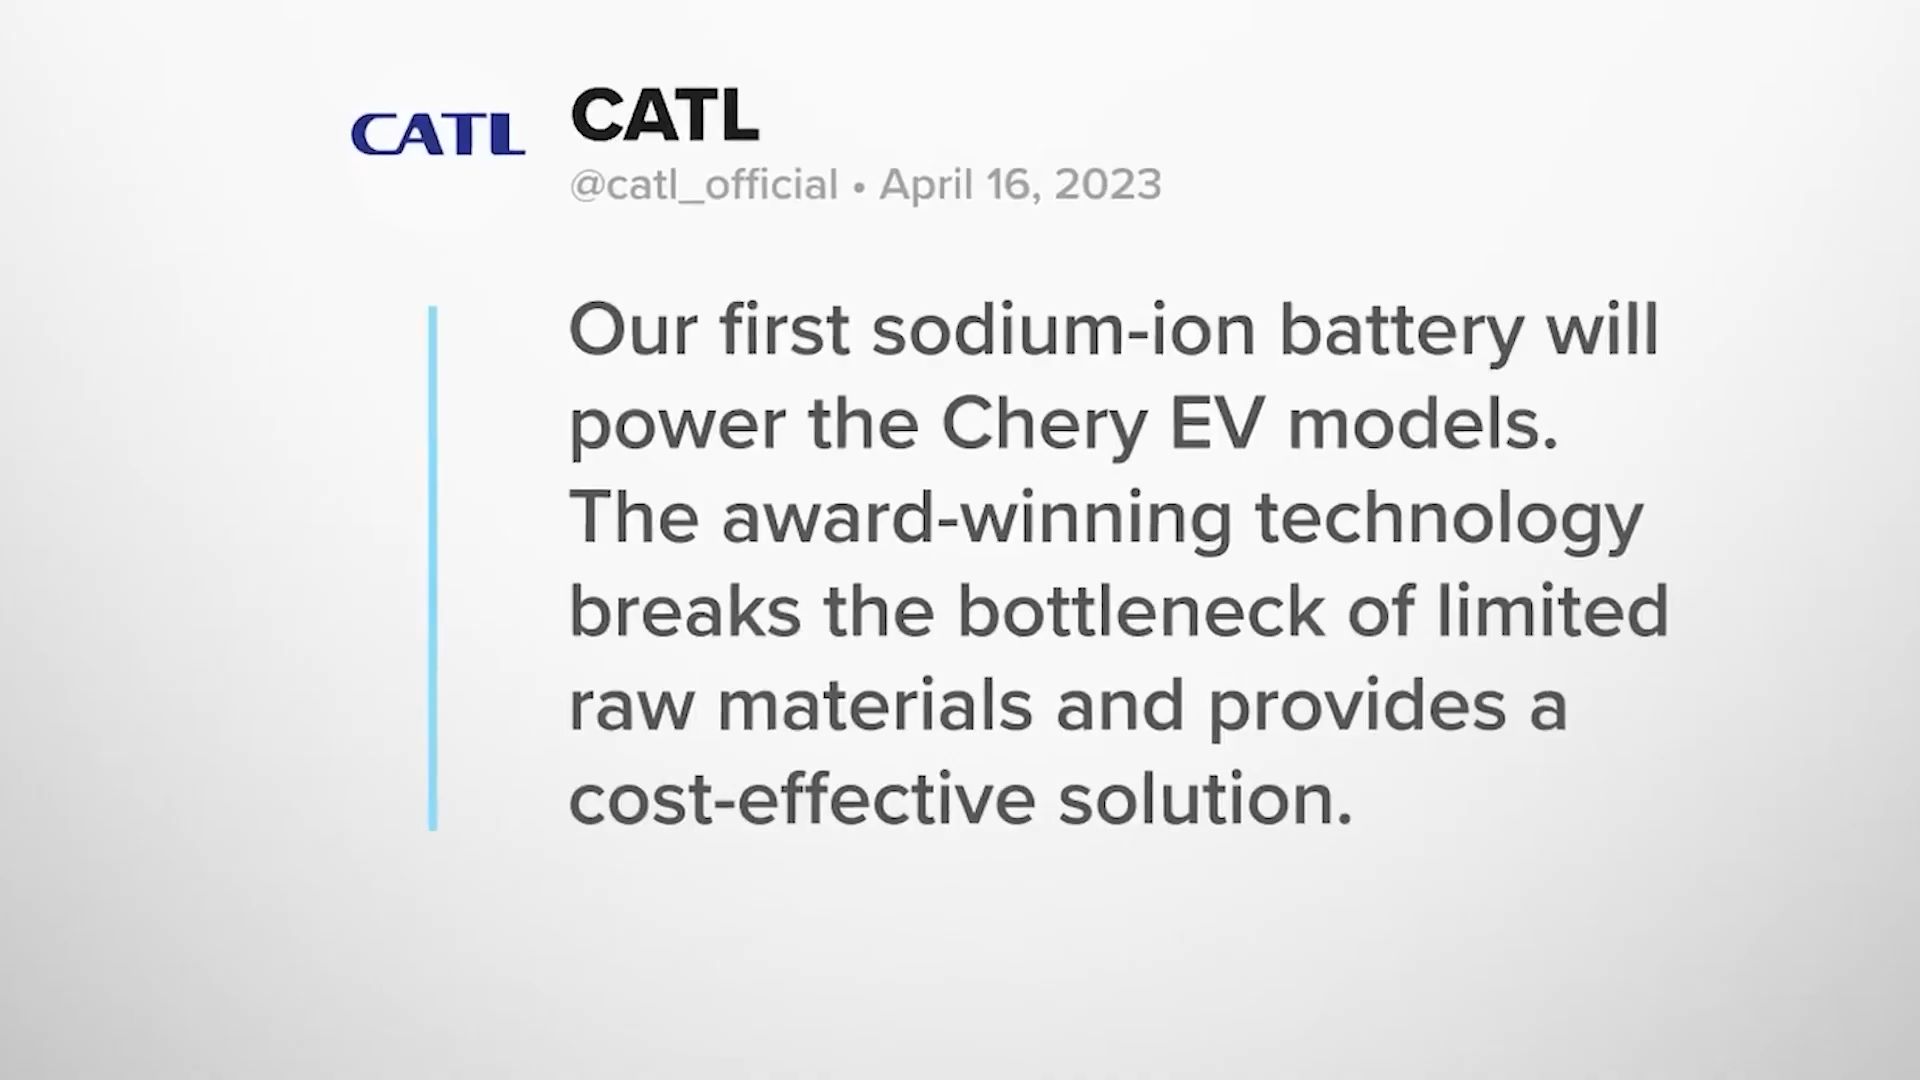 CATL
CATL
@catl_official • April 16, 2023
Our first sodium-ion battery will
power the Chery EV models.
The award-winning technology
breaks the bottleneck of limited
raw materials and provides a
cost-effective solution.